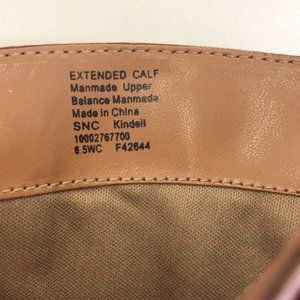 EXTENDED CALF
Manmade Upper
Balance Manmade
Made in China
SNC Kindell
10002767700
6.5WC F42644